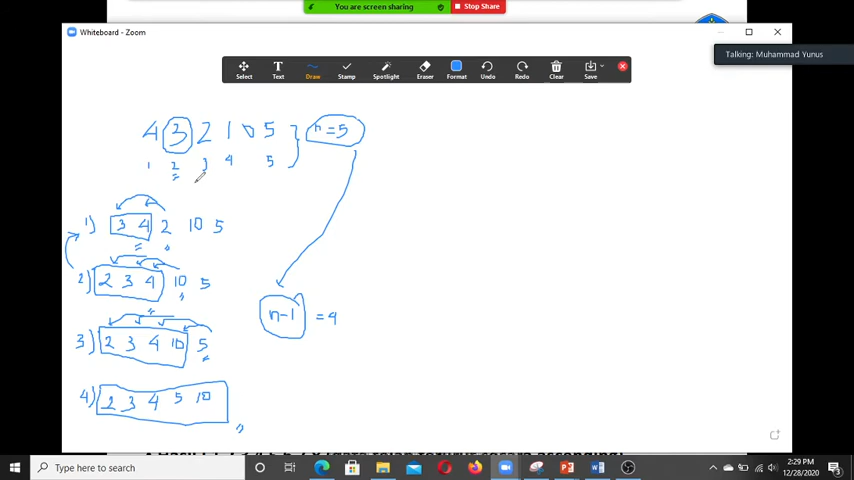 You are screen sharing
Stop Share
Whiteboard - Zoom
Talking: Muhammad Yunus
Select
Text
Draw
Stamp
Spotlight
Eraser
Format
Undo
Redo
Clear
Save
4 3 2 10 5 } n=5
1 2 3 4 5
1) 3 4 2 10 5
2) 2 3 4 10 5
n-1 = 4
3) 2 3 4 10 5
4) 2 3 4 5 10
Type here to search
2:29 PM
12/28/2020
3